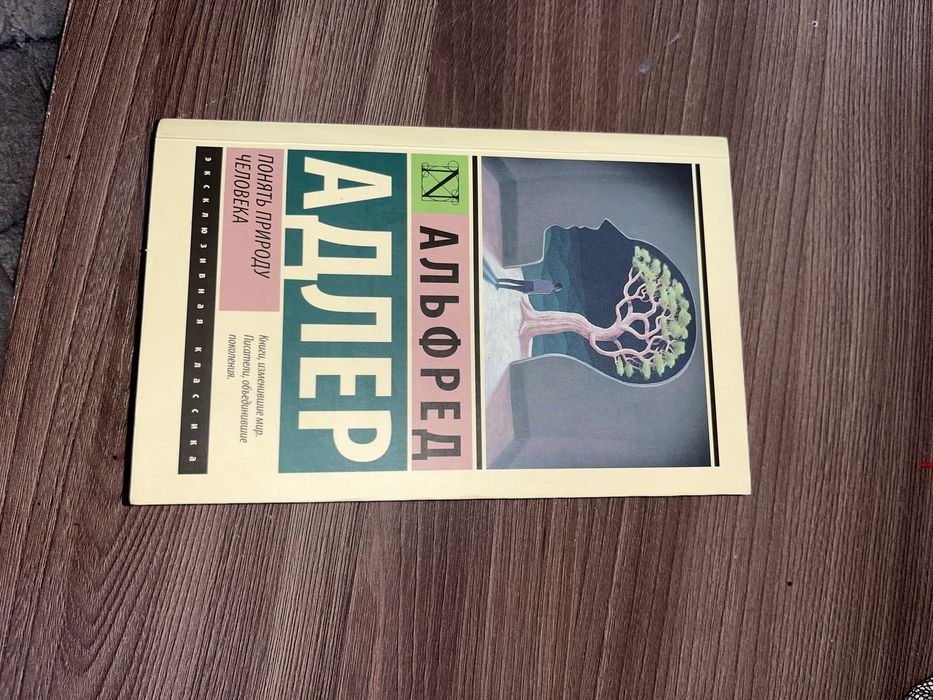 N
АЛЬФРЕД
АДЛЕР
ПОНЯТЬ ПРИРОДУ
ЧЕЛОВЕКА
Книги, изменившие мир.
Писатели, объединившие
поколения.
ЭКСКЛЮЗИВНАЯ КЛАССИКА